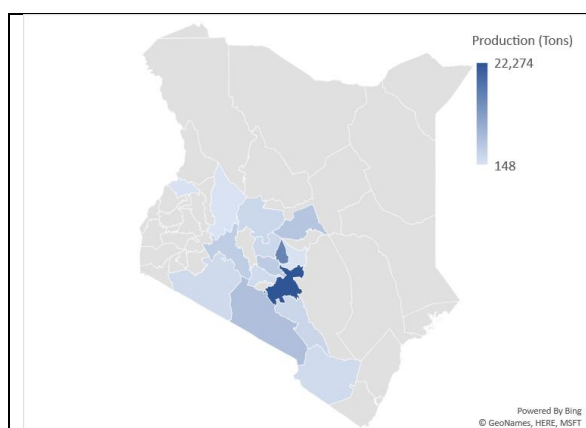 Production (Tons)
22,274
148
Powered By Bing
© GeoNames, HERE, MSFT